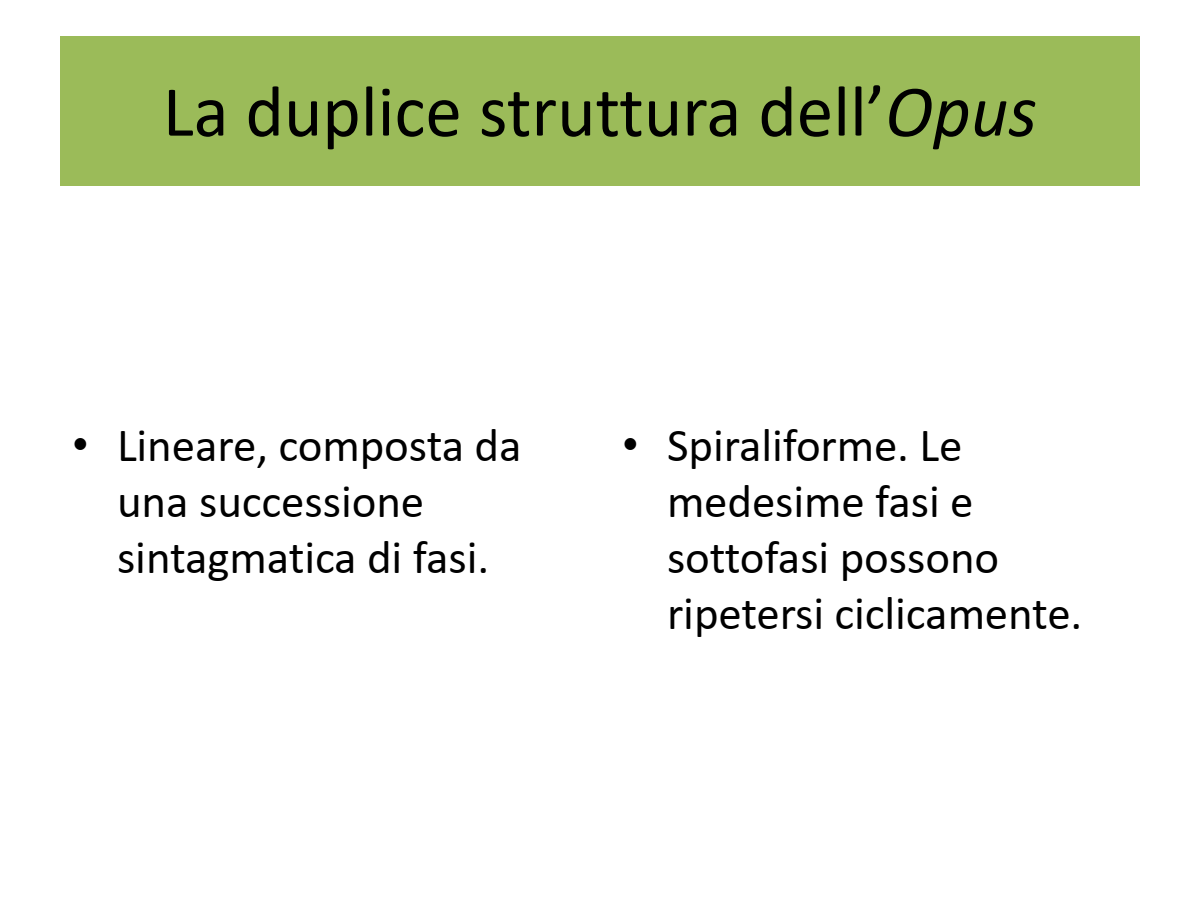 La duplice struttura dell’Opus
• Lineare, composta da
una successione
sintagmatica di fasi.
• Spiraliforme. Le
medesime fasi e
sottofasi possono
ripetersi ciclicamente.